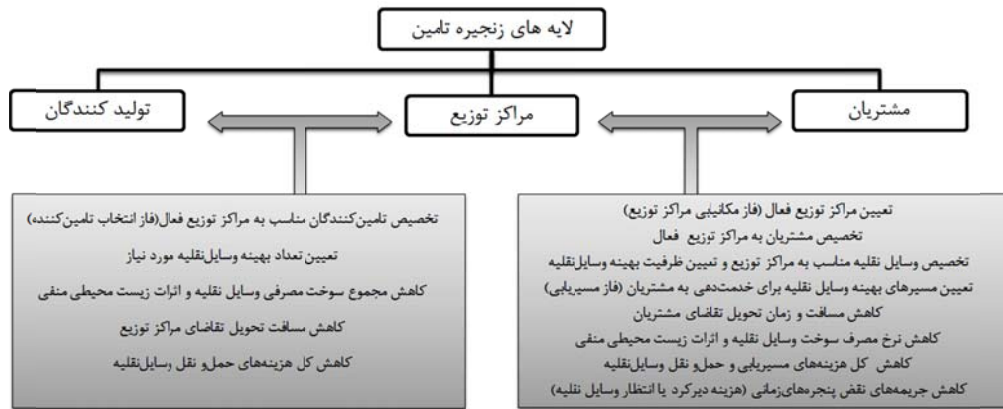 لایه های زنجیره تامین
مشتریان
مراکز توزیع
تولید کنندگان
تعیین مراکز توزیع فعال (فاز مکانیابی مراکز توزیع)
تخصیص مشتریان به مراکز توزیع فعال
تخصیص وسایل نقلیه مناسب به مراکز توزیع و تعیین ظرفیت بهینه وسایل‌نقلیه
تعیین مسیرهای بهینه وسایل نقلیه برای خدمت‌دهی به مشتریان (فاز مسیریابی)
کاهش مسافت و زمان تحویل تقاضای مشتریان
کاهش نرخ مصرف سوخت وسایل نقلیه و اثرات زیست محیطی منفی
کاهش کل هزینه‌های مسیریابی و حمل‌و نقل وسایل‌نقلیه
کاهش جریمه‌های نقض پنجره‌های‌زمانی (هزینه دیرکرد یا انتظار وسایل نقلیه)
تخصیص تامین‌کنندگان مناسب به مراکز توزیع فعال(فاز انتخاب تامین‌کننده)
تعیین تعداد بهینه وسایل‌نقلیه مورد نیاز
کاهش مجموع سوخت مصرفی وسایل نقلیه و اثرات زیست محیطی منفی
کاهش مسافت تحویل تقاضای مراکز توزیع
کاهش کل هزینه‌های حمل‌و نقل وسایل‌نقلیه